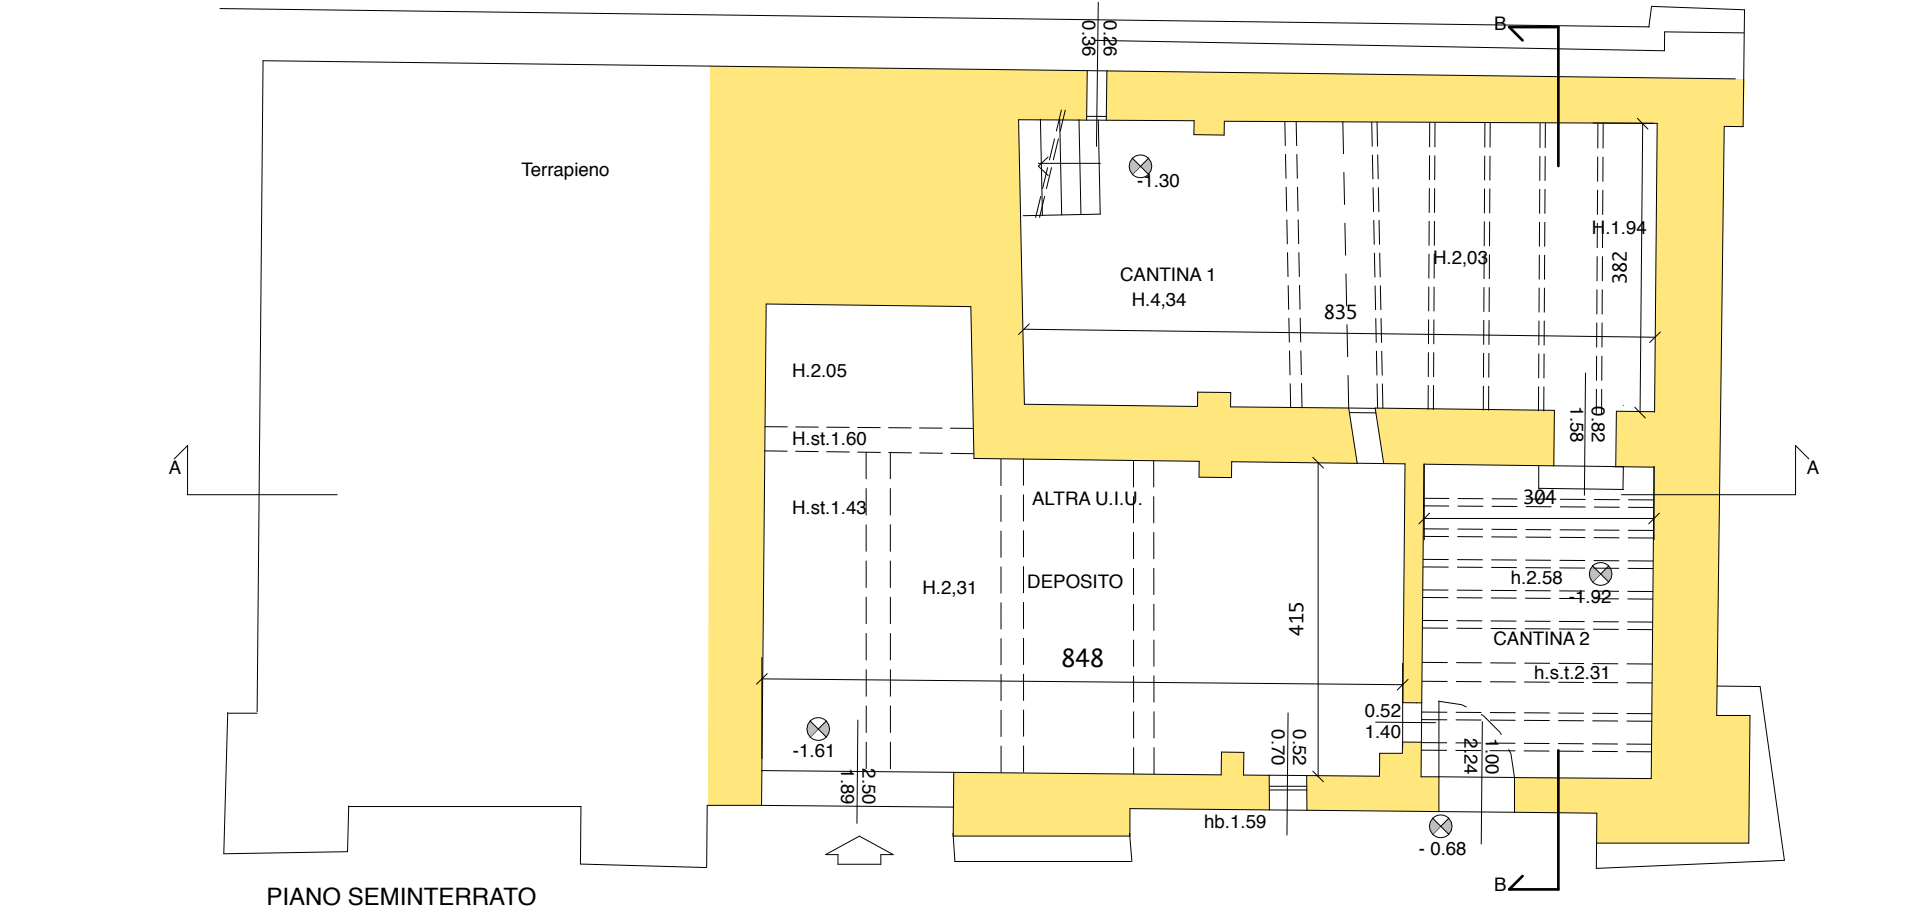 B
0.26
0.36
Terrapieno
-1.30
H.1.94
H.2,03
382
CANTINA 1
H.4,34
835
H.2.05
0.82
1.58
H.st.1.60
A
A
ALTRA U.I.U.
304
H.st.1.43
h.2.58
-1.92
H.2,31
DEPOSITO
415
CANTINA 2
848
h.s.t.2.31
0.52
1.40
-1.61
0.52
0.70
1.00
2.24
2.50
1.89
hb.1.59
- 0.68
B
PIANO SEMINTERRATO